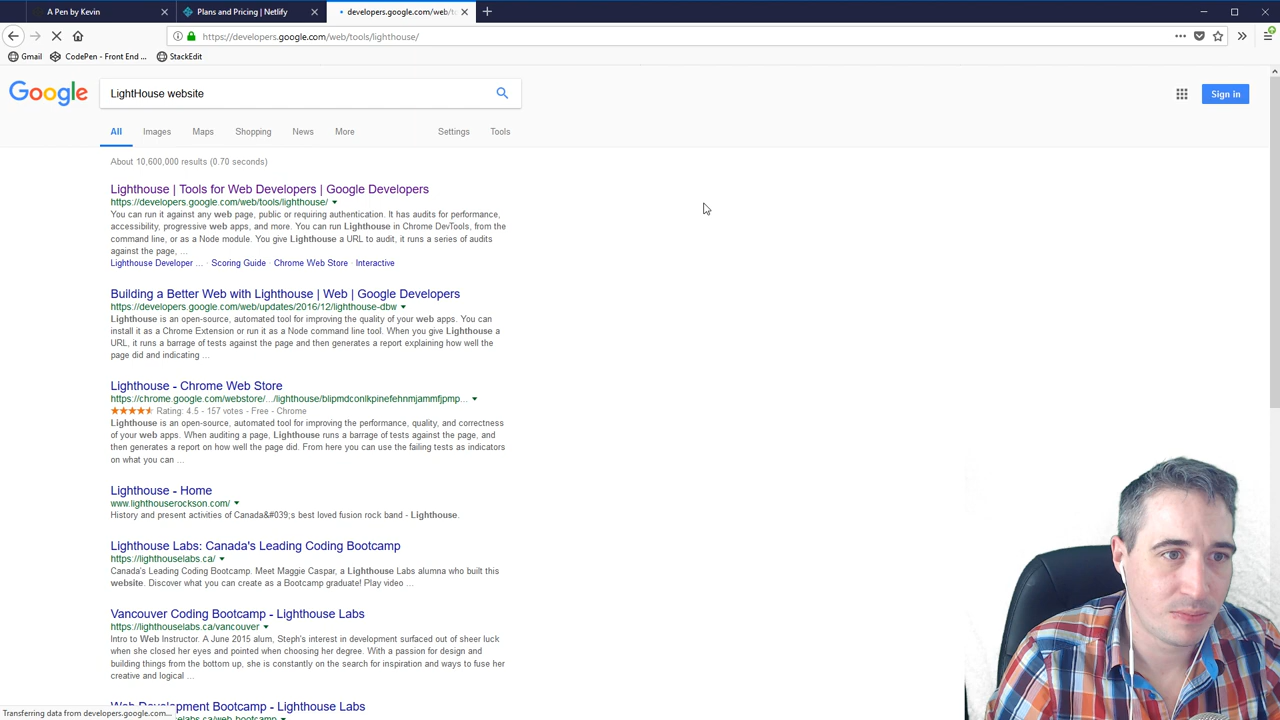 A Pen by Kevin
Plans and Pricing | Netlify
developers.google.com/web/t
https://developers.google.com/web/tools/lighthouse/
Gmail
CodePen - Front End ...
StackEdit
Google
LightHouse website
Sign in
All Images Maps Shopping News More Settings Tools
About 10,600,000 results (0.70 seconds)
Lighthouse | Tools for Web Developers | Google Developers
https://developers.google.com/web/tools/lighthouse/
You can run it against any web page, public or requiring authentication. It has audits for performance,
accessibility, progressive web apps, and more. You can run Lighthouse in Chrome DevTools, from the
command line, or as a Node module. You give Lighthouse a URL to audit, it runs a series of audits
against the page, ...
Lighthouse Developer ... · Scoring Guide · Chrome Web Store · Interactive
Building a Better Web with Lighthouse | Web | Google Developers
https://developers.google.com/web/updates/2016/12/lighthouse-dbw
Lighthouse is an open-source, automated tool for improving the quality of your web apps. You can
install it as a Chrome Extension or run it as a Node command line tool. When you give Lighthouse a
URL, it runs a barrage of tests against the page and then generates a report explaining how well the
page did and indicating ...
Lighthouse - Chrome Web Store
https://chrome.google.com/webstore/.../lighthouse/blipmdconlkpinefehnmjammfjpmp...
Rating: 4.5 - 157 votes - Free - Chrome
Lighthouse is an open-source, automated tool for improving the performance, quality, and correctness
of your web apps. When auditing a page, Lighthouse runs a barrage of tests against the page, and
then generates a report on how well the page did. From here you can use the failing tests as indicators
on what you can ...
Lighthouse - Home
www.lighthouserockson.com/
History and present activities of Canada&#039;s best loved fusion rock band - Lighthouse.
Lighthouse Labs: Canada's Leading Coding Bootcamp
https://lighthouselabs.ca/
Canada's Leading Coding Bootcamp. Meet Maggie Caspar, a Lighthouse Labs alumna who built this
website. Discover what you can create as a Bootcamp graduate! Play video ...
Vancouver Coding Bootcamp - Lighthouse Labs
https://lighthouselabs.ca/vancouver
Intro to Web Instructor. A June 2015 alum, Steph's interest in development surfaced out of sheer luck
when she closed her eyes and pointed when choosing her degree. With a passion for design and
building things from the bottom up, she is constantly on the search for inspiration and ways to fuse her
creative and logical ...
Web Development Bootcamp - Lighthouse Labs
Transferring data from developers.google.com...
selabs.ca/web-bootcamp